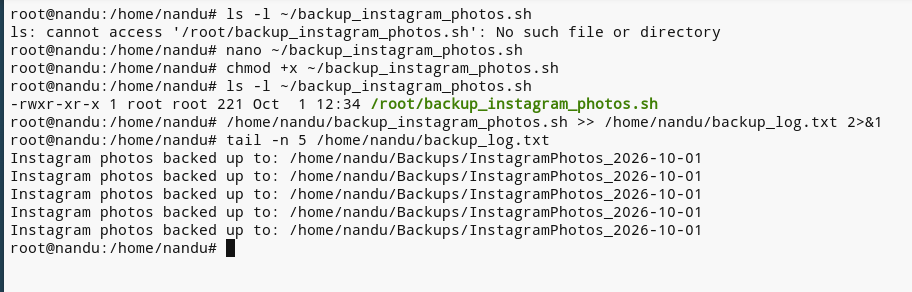 root@nandu:/home/nandu# ls -l ~/backup_instagram_photos.sh
ls: cannot access '/root/backup_instagram_photos.sh': No such file or directory
root@nandu:/home/nandu# nano ~/backup_instagram_photos.sh
root@nandu:/home/nandu# chmod +x ~/backup_instagram_photos.sh
root@nandu:/home/nandu# ls -l ~/backup_instagram_photos.sh
-rwxr-xr-x 1 root root 221 Oct  1 12:34 /root/backup_instagram_photos.sh
root@nandu:/home/nandu# /home/nandu/backup_instagram_photos.sh >> /home/nandu/backup_log.txt 2>&1
root@nandu:/home/nandu# tail -n 5 /home/nandu/backup_log.txt
Instagram photos backed up to: /home/nandu/Backups/InstagramPhotos_2026-10-01
Instagram photos backed up to: /home/nandu/Backups/InstagramPhotos_2026-10-01
Instagram photos backed up to: /home/nandu/Backups/InstagramPhotos_2026-10-01
Instagram photos backed up to: /home/nandu/Backups/InstagramPhotos_2026-10-01
Instagram photos backed up to: /home/nandu/Backups/InstagramPhotos_2026-10-01
root@nandu:/home/nandu#